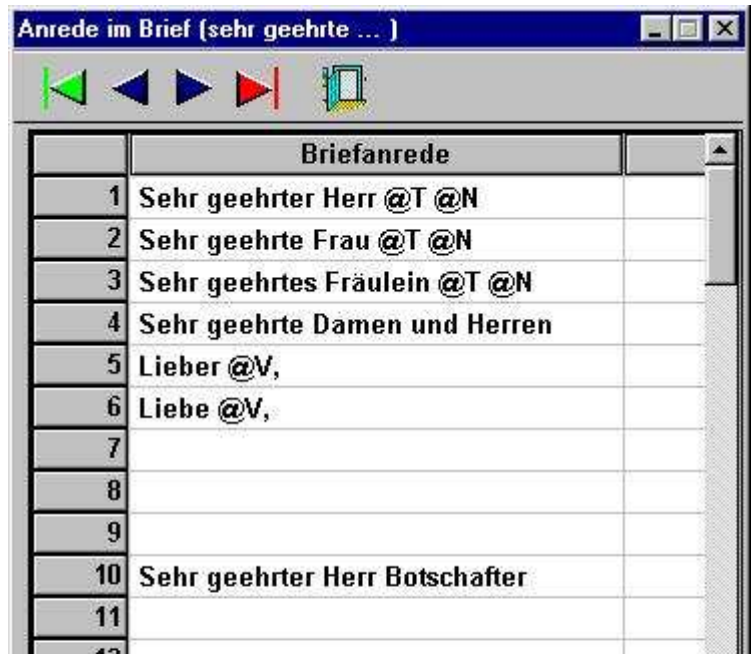 Anrede im Brief (sehr geehrte ... )
Briefanrede
1 Sehr geehrter Herr @T @N
2 Sehr geehrte Frau @T @N
3 Sehr geehrtes Fräulein @T @N
4 Sehr geehrte Damen und Herren
5 Lieber @V,
6 Liebe @V,
7
8
9
10 Sehr geehrter Herr Botschafter
11
12